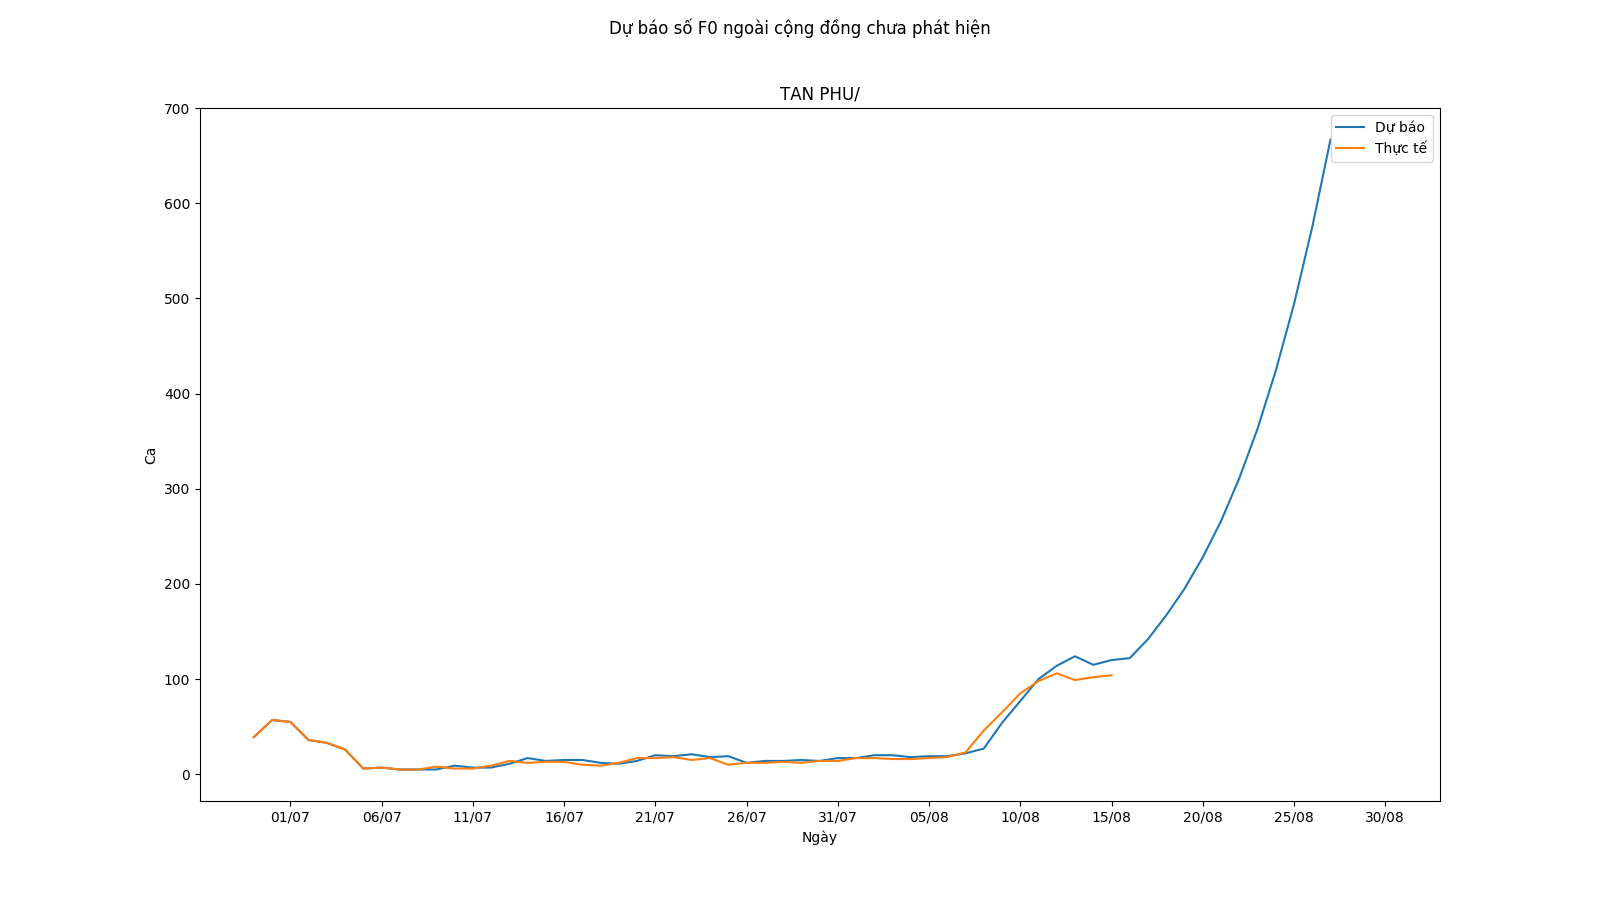 Dự báo số F0 ngoài cộng đồng chưa phát hiện
TAN PHU/
700
600
500
400
300
200
100
0
Ca
Dự báo
Thực tế
01/07 06/07 11/07 16/07 21/07 26/07 31/07 05/08 10/08 15/08 20/08 25/08 30/08
Ngày